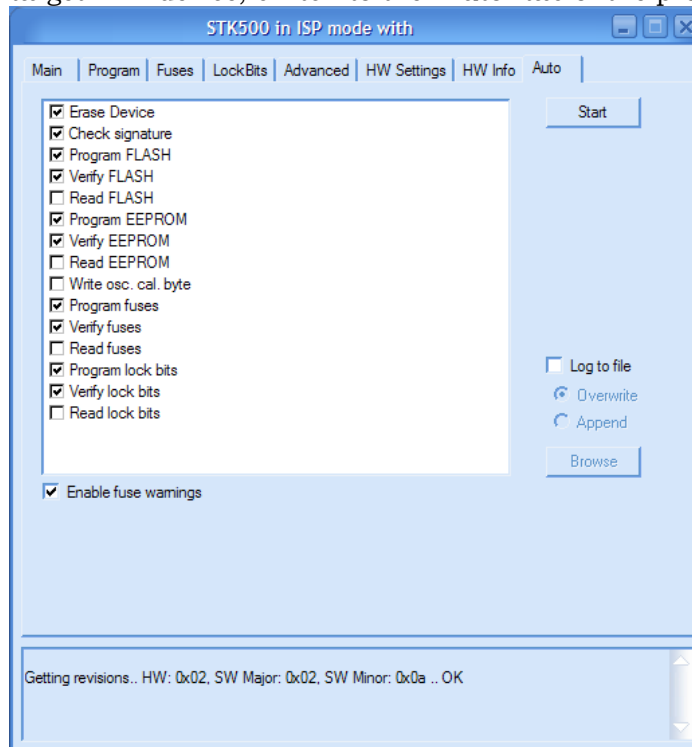 STK500 in ISP mode with
Main Program Fuses LockBits Advanced HW Settings HW Info Auto
Erase Device
Check signature
Program FLASH
Verify FLASH
Read FLASH
Program EEPROM
Verify EEPROM
Read EEPROM
Write osc. cal. byte
Program fuses
Verify fuses
Read fuses
Program lock bits
Verify lock bits
Read lock bits
Start
Log to file
Overwrite
Append
Browse
Enable fuse warnings
Getting revisions.. HW: 0x02, SW Major: 0x02, SW Minor: 0x0a .. OK